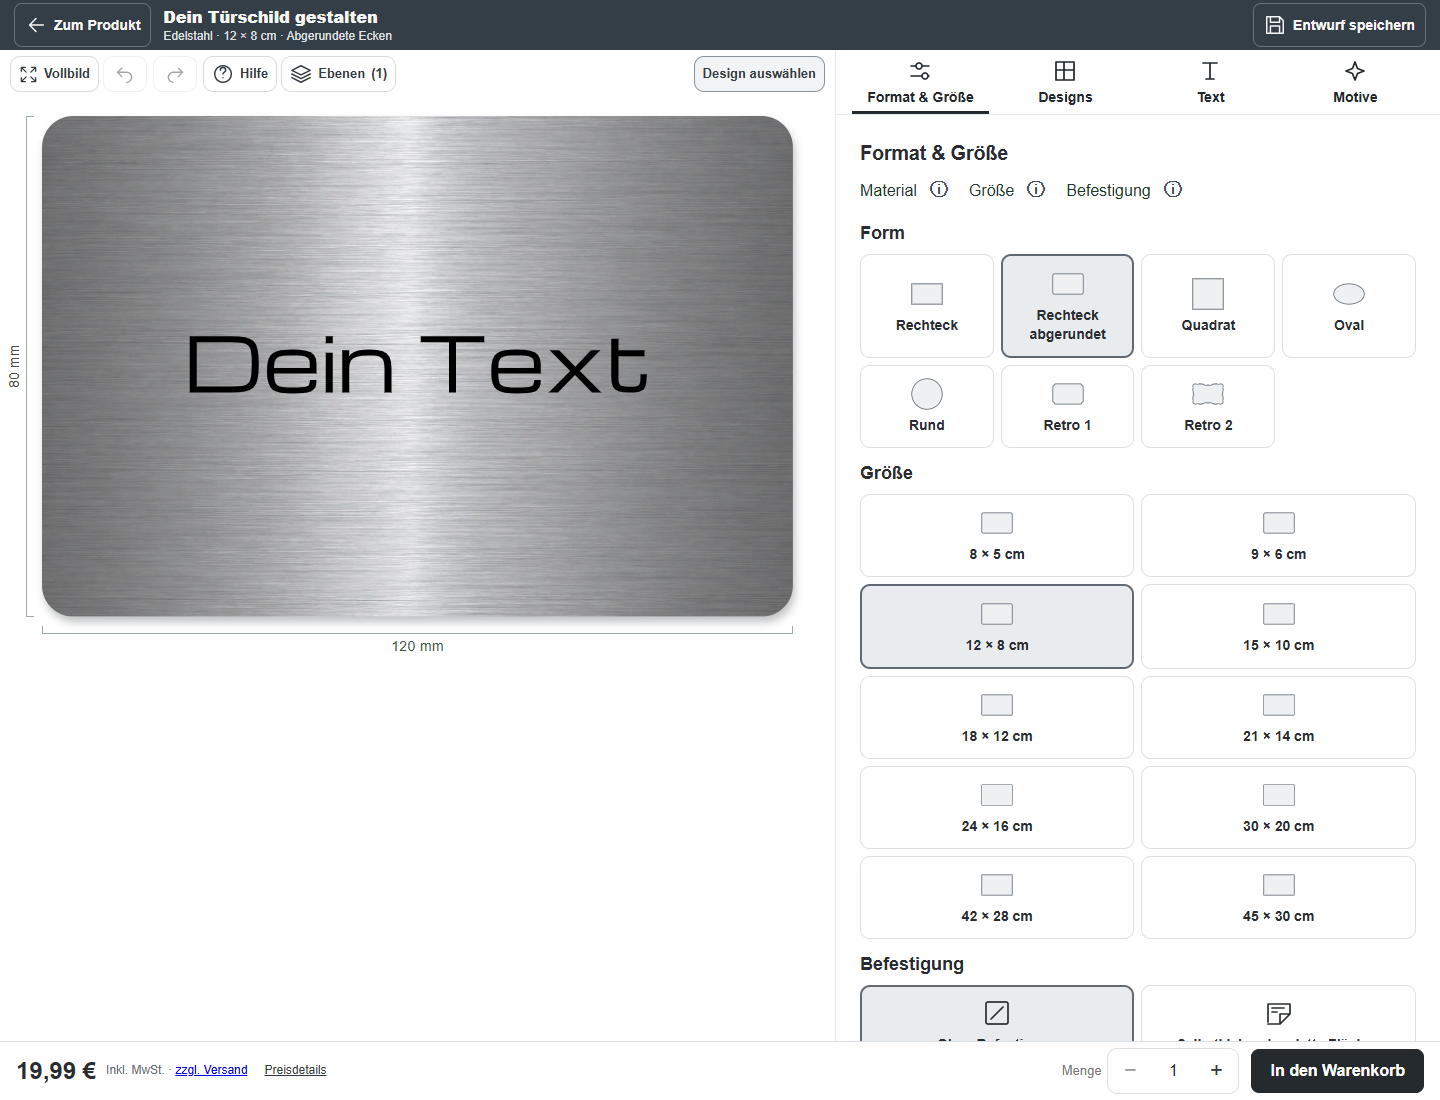 Zum Produkt
Dein Türschild gestalten
Edelstahl · 12 × 8 cm · Abgerundete Ecken
Entwurf speichern
Vollbild
Hilfe
Ebenen (1)
Design auswählen
Format & Größe
Designs
Text
Motive
80 mm
Dein Text
120 mm
Format & Größe
Material
Größe
Befestigung
Form
Rechteck
Rechteck
abgerundet
Quadrat
Oval
Rund
Retro 1
Retro 2
Größe
8 × 5 cm
9 × 6 cm
12 × 8 cm
15 × 10 cm
18 × 12 cm
21 × 14 cm
24 × 16 cm
30 × 20 cm
42 × 28 cm
45 × 30 cm
Befestigung
19,99 €
Inkl. MwSt. · zzgl. Versand
Preisdetails
Menge
1
In den Warenkorb